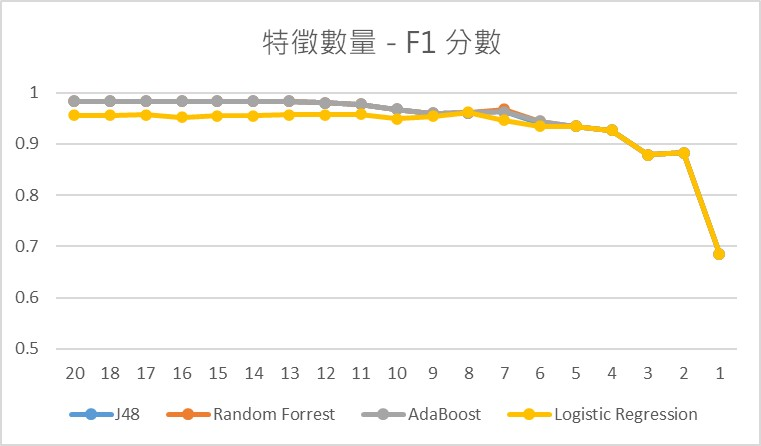 特徵數量 - F1 分數
1
0.9
0.8
0.7
0.6
0.5
20 18 17 16 15 14 13 12 11 10 9 8 7 6 5 4 3 2 1
J48 Random Forrest AdaBoost Logistic Regression